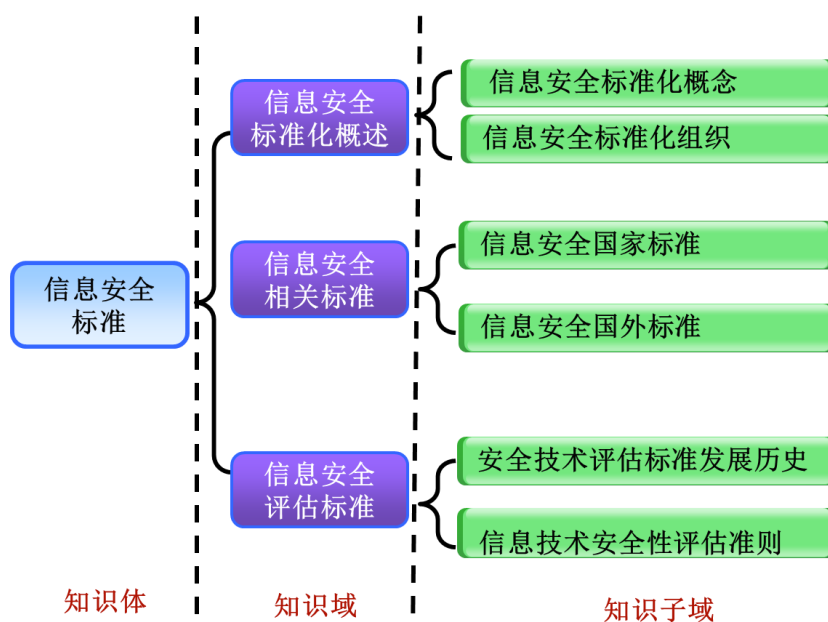 信息安全
标准
信息安全
标准化概述
信息安全标准化概念
信息安全标准化组织
信息安全
相关标准
信息安全国家标准
信息安全国外标准
信息安全
评估标准
安全技术评估标准发展历史
信息技术安全性评估准则
知识体
知识域
知识子域